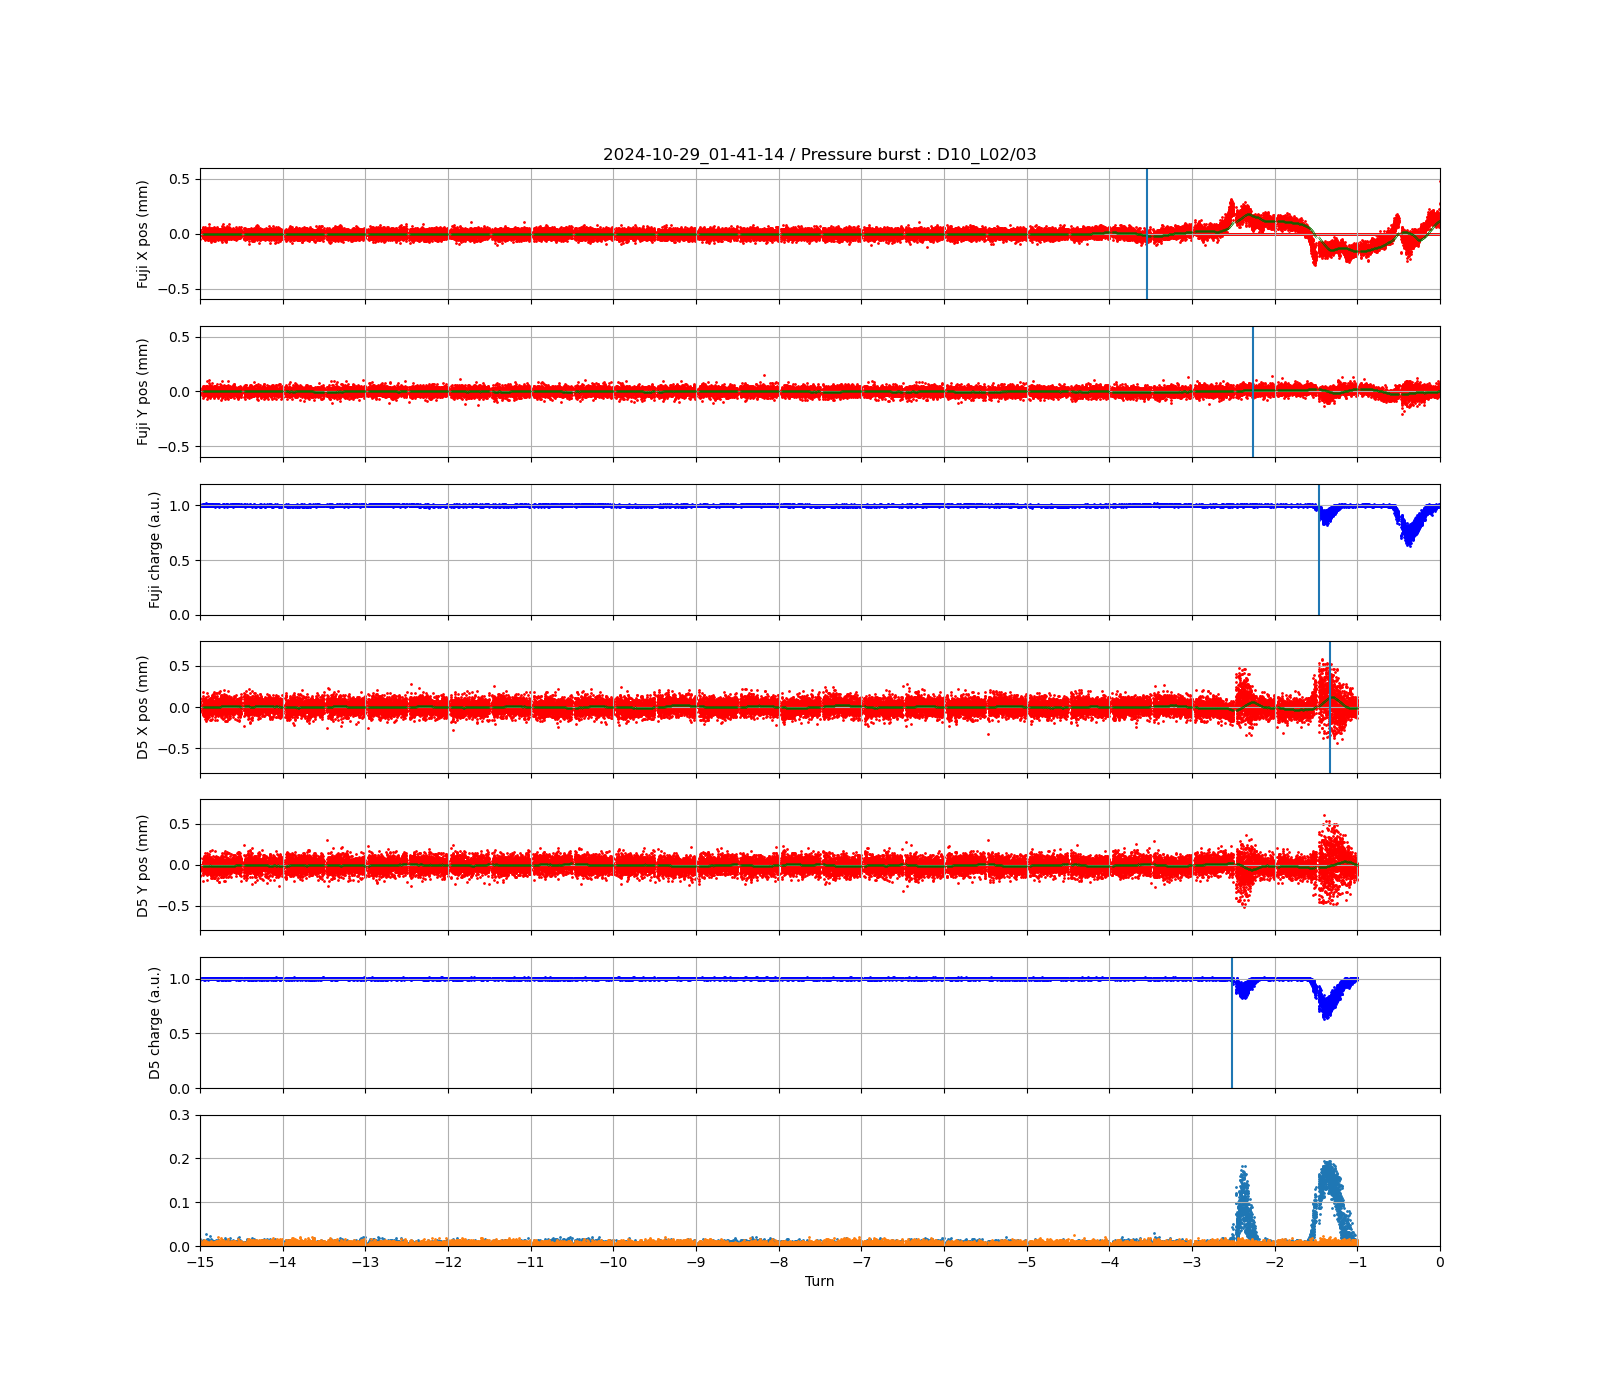 2024-10-29_01-41-14 / Pressure burst : D10_L02/03
Fuji X pos (mm)
0.5
0.0
−0.5
Fuji Y pos (mm)
0.5
0.0
−0.5
Fuji charge (a.u.)
1.0
0.5
0.0
D5 X pos (mm)
0.5
0.0
−0.5
D5 Y pos (mm)
0.5
0.0
−0.5
D5 charge (a.u.)
1.0
0.5
0.0
0.3
0.2
0.1
0.0
−15 −14 −13 −12 −11 −10 −9 −8 −7 −6 −5 −4 −3 −2 −1 0
Turn